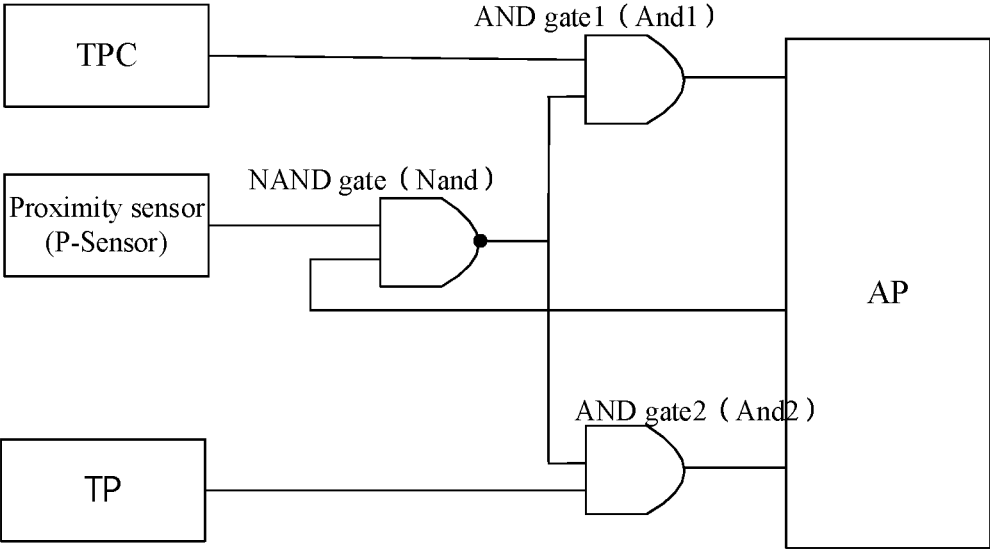 AND gate1（And1）
TPC
NAND gate（Nand）
Proximity sensor
(P-Sensor)
AP
AND gate2（And2）
TP